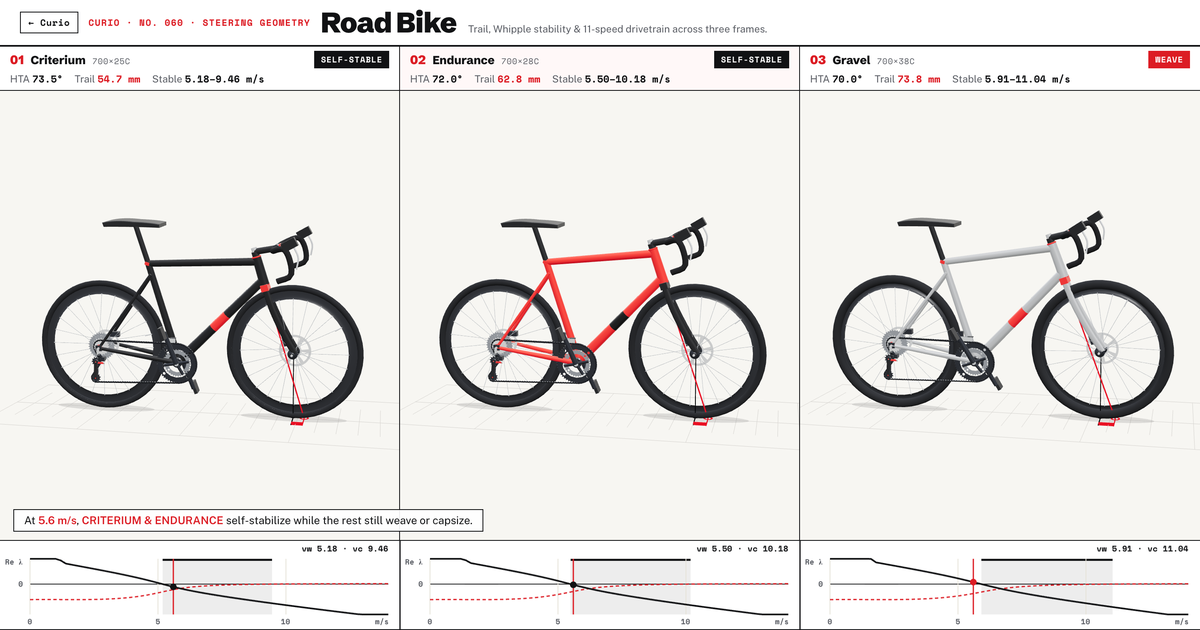 ← Curio
CURIO · NO. 060 · STEERING GEOMETRY
Road Bike
Trail, Whipple stability & 11-speed drivetrain across three frames.
01 Criterium 700×25C SELF-STABLE
HTA 73.5° Trail 54.7 mm Stable 5.18–9.46 m/s
02 Endurance 700×28C SELF-STABLE
HTA 72.0° Trail 62.8 mm Stable 5.50–10.18 m/s
03 Gravel 700×38C WEAVE
HTA 70.0° Trail 73.8 mm Stable 5.91–11.04 m/s
At 5.6 m/s, CRITERIUM & ENDURANCE self-stabilize while the rest still weave or capsize.
vw 5.18 · vc 9.46
Re λ
0
0 5 10 m/s
vw 5.50 · vc 10.18
Re λ
0
0 5 10 m/s
vw 5.91 · vc 11.04
Re λ
0
0 5 10 m/s